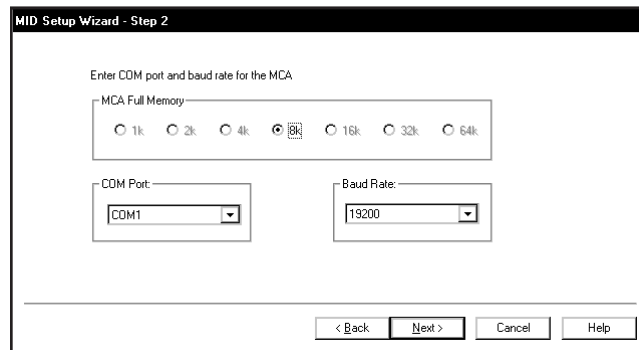 MID Setup Wizard - Step 2
Enter COM port and baud rate for the MCA
MCA Full Memory
1k 2k 4k 8k 16k 32k 64k
COM Port: Baud Rate:
COM1 19200
< Back Next > Cancel Help